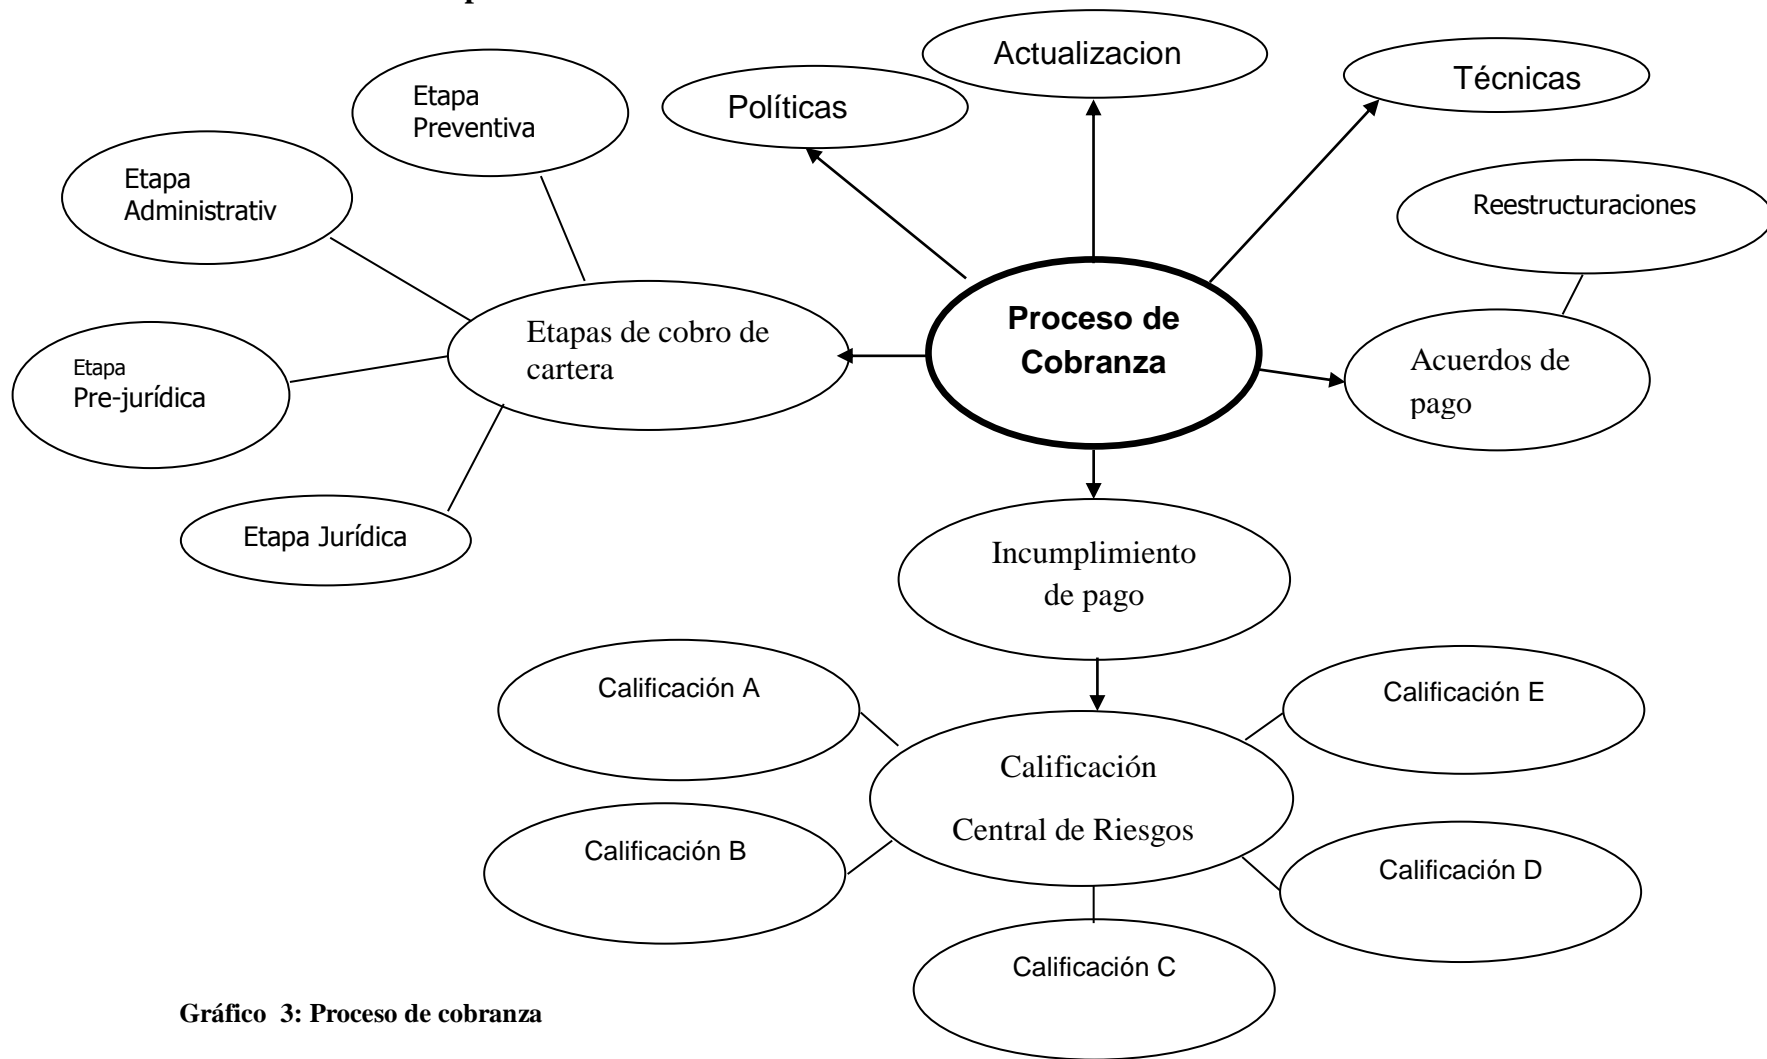 Actualizacion
Políticas
Técnicas
Etapa
Preventiva
Etapa
Administrativ
Reestructuraciones
Proceso de
Cobranza
Etapas de cobro de
cartera
Acuerdos de
pago
Etapa
Pre-jurídica
Etapa Jurídica
Incumplimiento
de pago
Calificación A
Calificación E
Calificación
Central de Riesgos
Calificación B
Calificación D
Calificación C
Gráfico 3: Proceso de cobranza